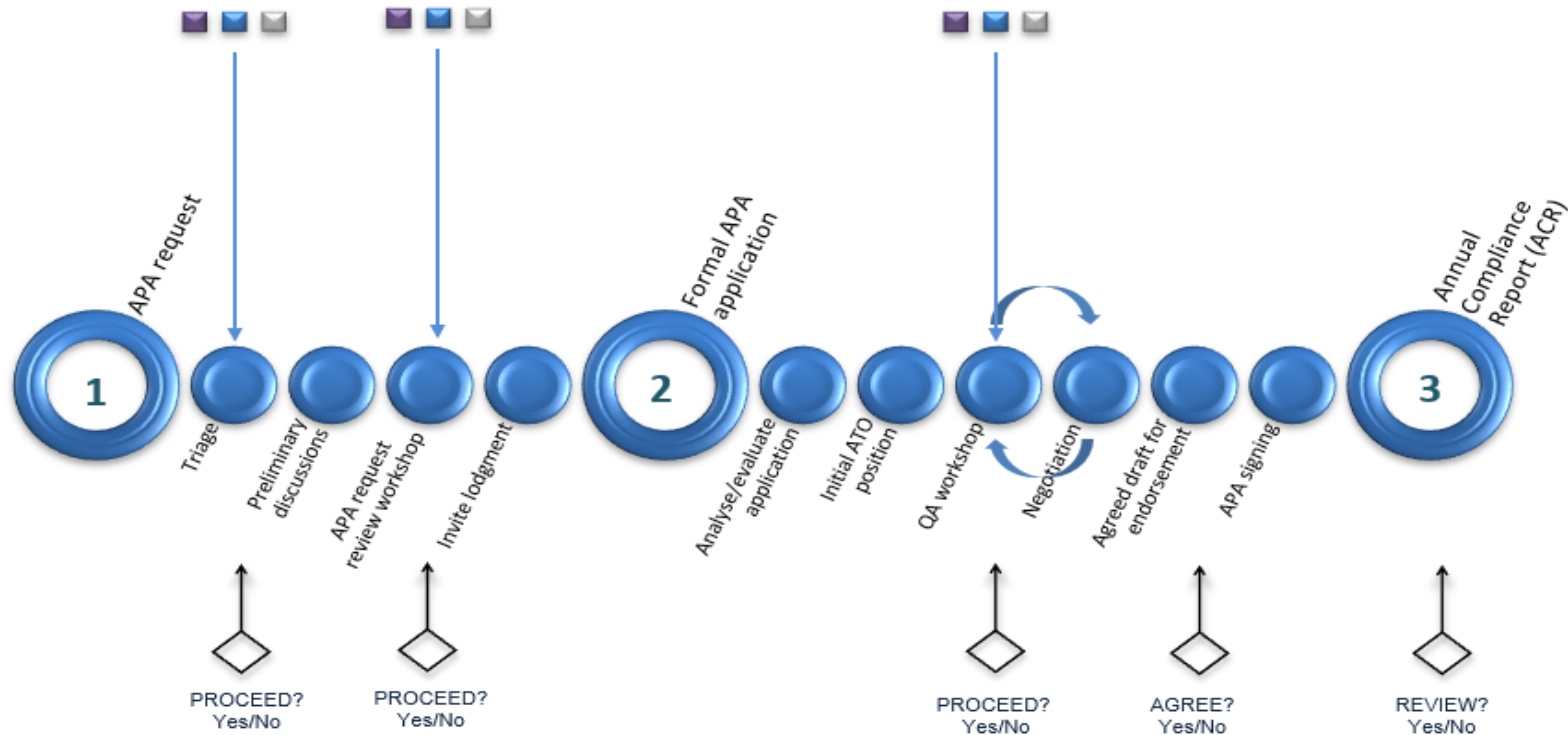 1
APA request
Triage
Preliminary
discussions
APA request
review workshop
Invite lodgment
2
Formal APA
application
Analyse/evaluate
application
Initial ATO
position
QA workshop
Negotiation
Agreed draft for
endorsement
APA signing
3
Annual
Compliance
Report (ACR)
PROCEED?
Yes/No
PROCEED?
Yes/No
PROCEED?
Yes/No
AGREE?
Yes/No
REVIEW?
Yes/No